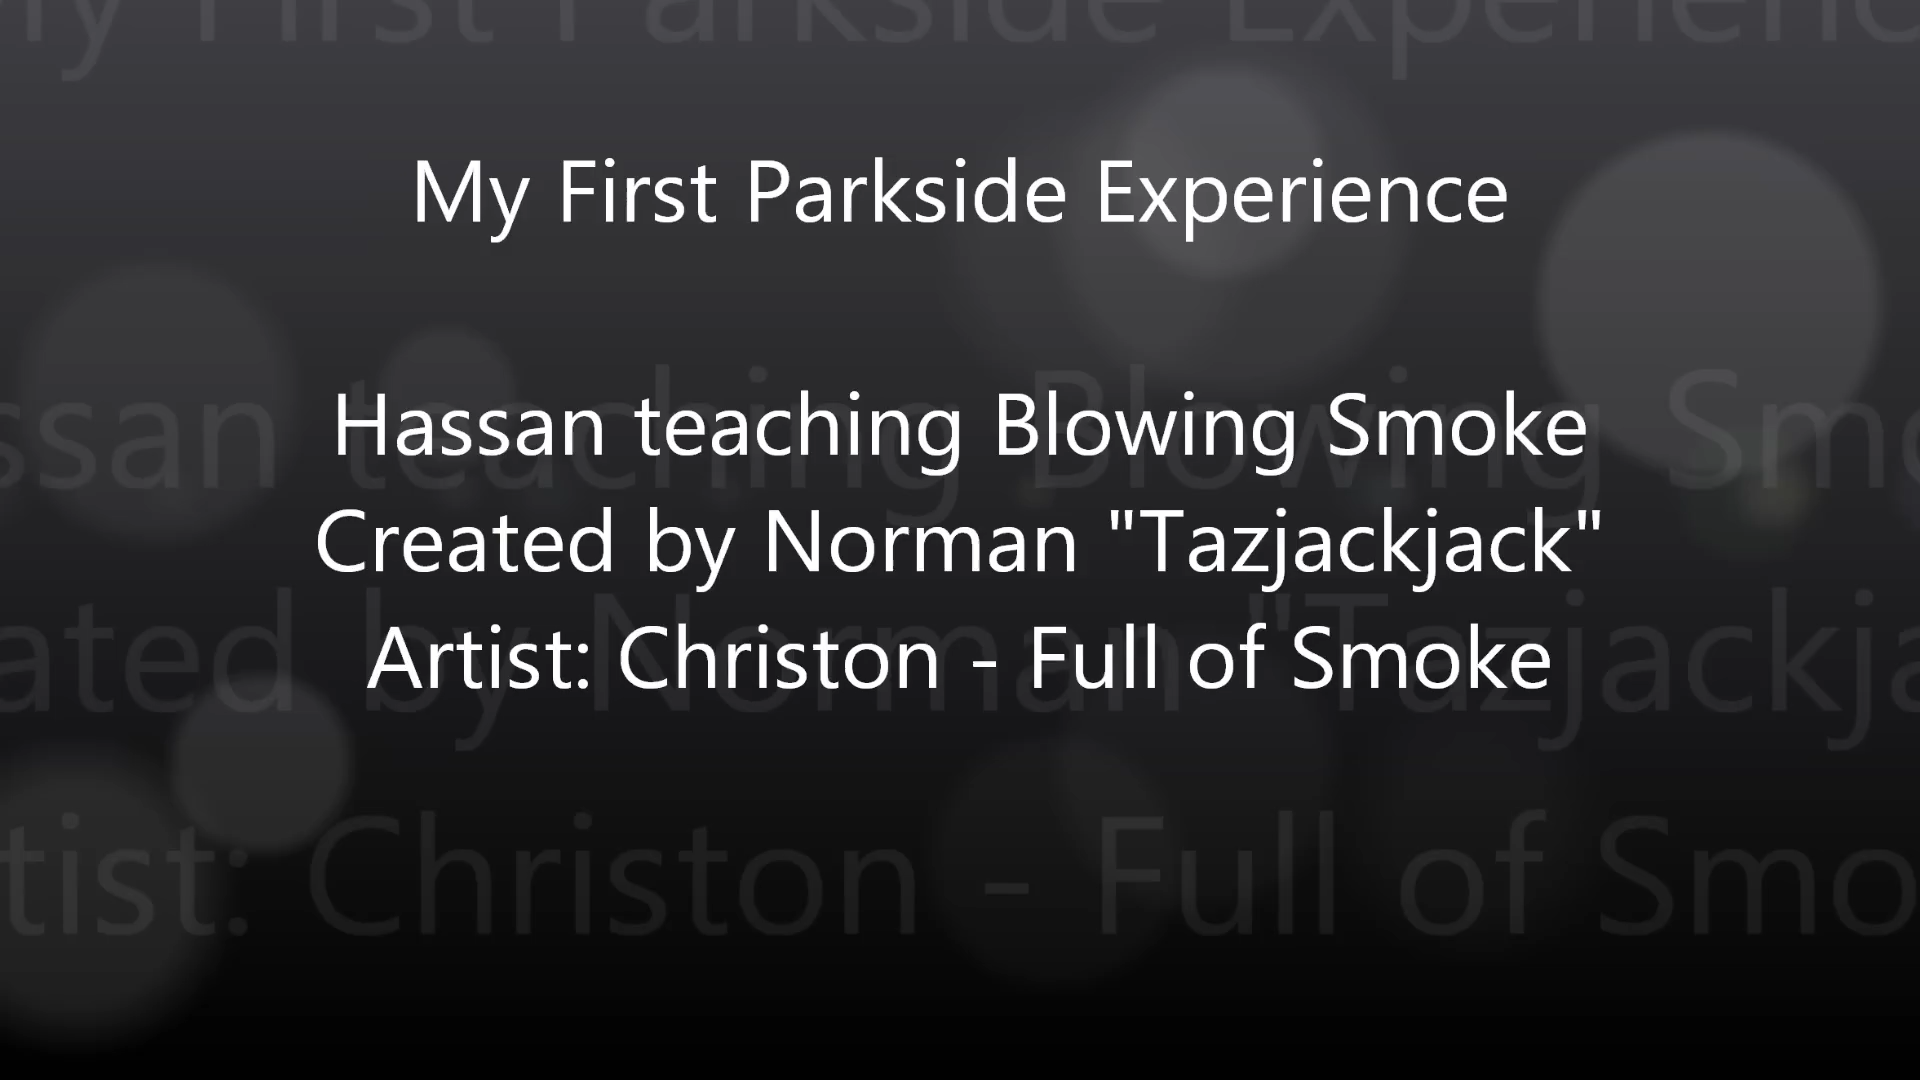 My First Parkside Experience
Hassan teaching Blowing Smoke
Created by Norman "Tazjackjack"
Artist: Christon - Full of Smoke